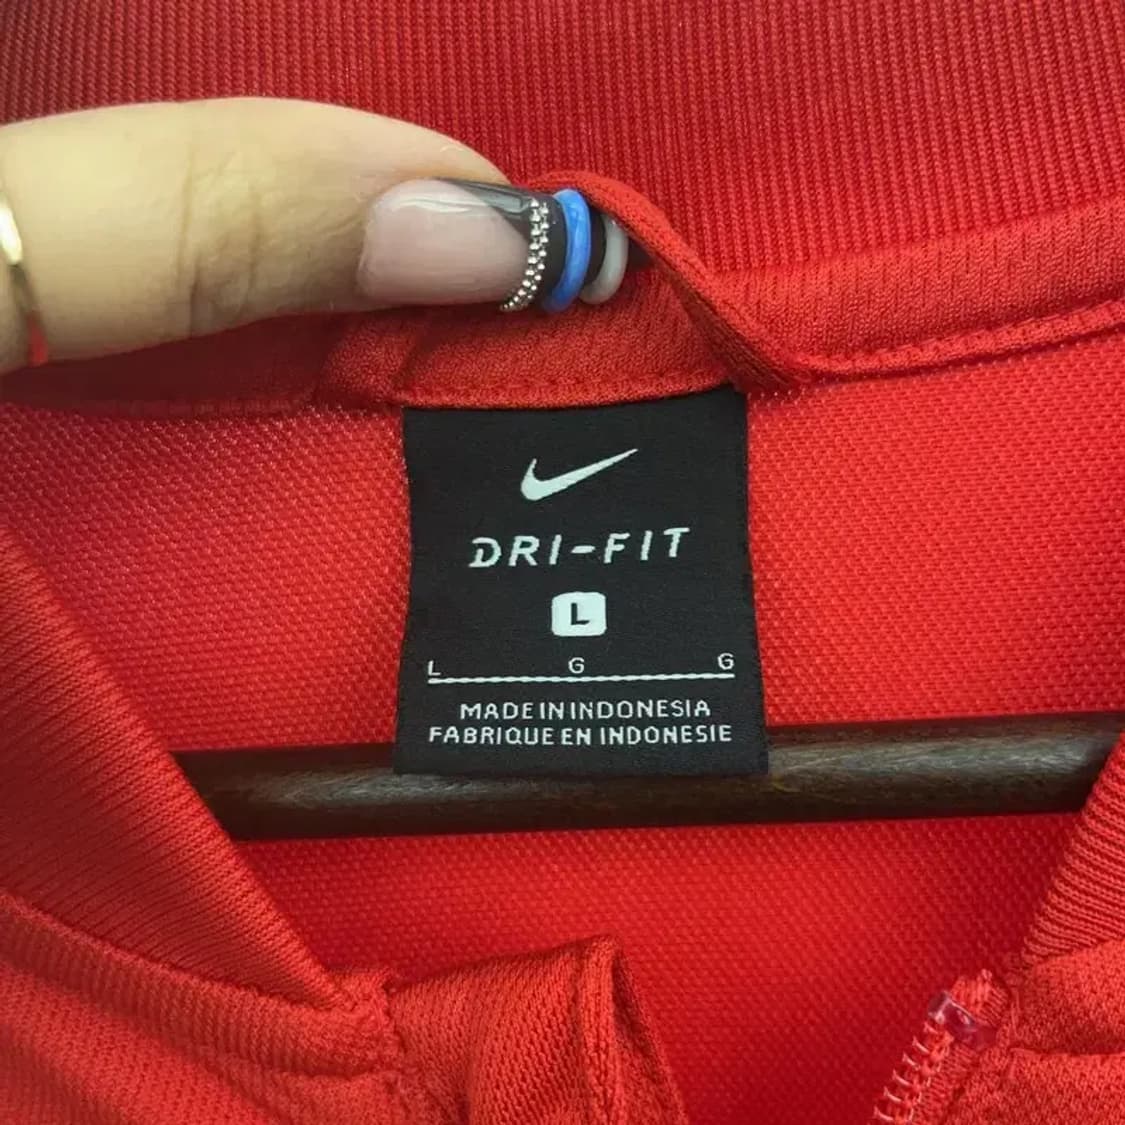 DRI-FIT
L
L G G
MADE IN INDONESIA
FABRIQUE EN INDONESIE